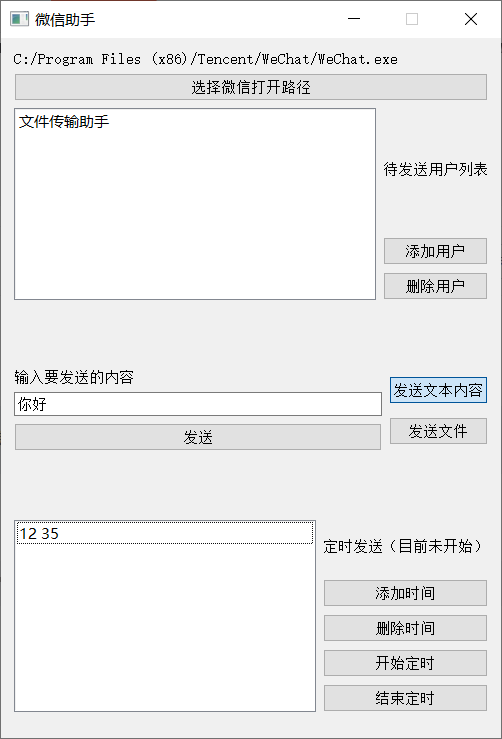 微信助手
C:/Program Files (x86)/Tencent/WeChat/WeChat.exe
选择微信打开路径
文件传输助手
待发送用户列表
添加用户
删除用户
输入要发送的内容
发送文本内容
你好
发送
发送文件
12 35
定时发送（目前未开始）
添加时间
删除时间
开始定时
结束定时